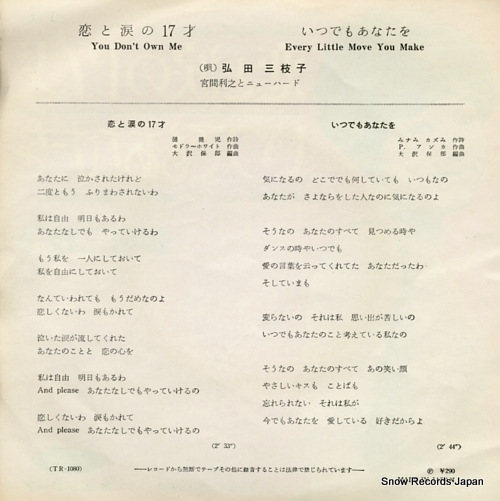 恋と涙の17才
You Don't Own Me
いつでもあなたを
Every Little Move You Make
(唄) 弘田三枝子
宮間利之とニューハード
恋と涙の17才
漣 健児 作詩
モドラーホワイト 作曲
大沢保郎 編曲
あなたに 泣かされたけれど
二度ともう ふりまわされないわ
私は自由 明日もあるわ
あなたなしでも やっていけるわ
もう私を 一人にしておいて
私を自由にしておいて
なんていわれても もうだめなのよ
恋しくないわ 涙もかれて
泣いた涙が流してくれた
あなたのことと 恋の心を
私は自由 明日もあるわ
And please あなたなしでもやっていけるの
恋しくないわ 涙もかれて
And please あなたなしでもやっていけるの
(2′ 33″)
いつでもあなたを
みナみ カズみ 作詩
P. アンカ 作曲
大沢保郎 編曲
気になるの どこででも何していても いつもなの
あなたが さよならをした人なのに気になるのよ
そうなの あなたのすべて 見つめる時や
ダンスの時やいつでも
愛の言葉を云ってくれてた あなただったわ
そしていまも
変らないの それは私 思い出が苦しいの
いつでもあなたのこと考えている私なの
そうなの あなたのすべて あの笑い顔
やさしいキスも ことばも
忘れられない それは私が
今でもあなたを 愛している 好きだからよ
(2′ 44″)
(TR-1080)
──レコードから無断でテープその他に録音することは法律で禁じられています──
Ⓟ ¥290
Snow Records Japan